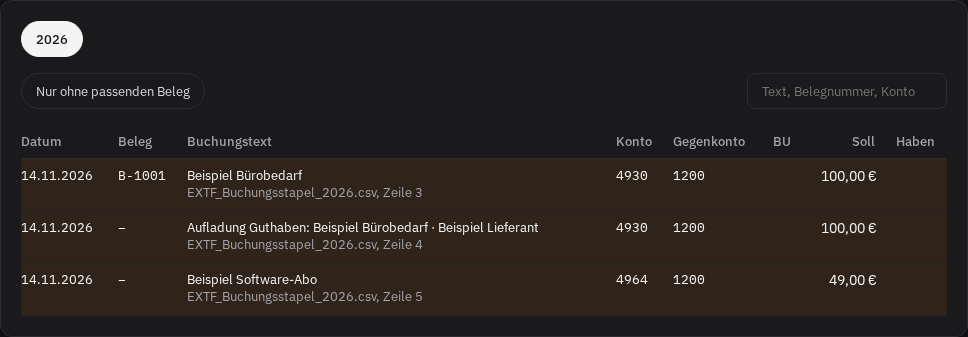 2026
Nur ohne passenden Beleg
Text, Belegnummer, Konto
Datum Beleg Buchungstext Konto Gegenkonto BU Soll Haben
14.11.2026 B-1001 Beispiel Bürobedarf 4930 1200 100,00 €
EXTF_Buchungsstapel_2026.csv, Zeile 3
14.11.2026 – Aufladung Guthaben: Beispiel Bürobedarf · Beispiel Lieferant 4930 1200 100,00 €
EXTF_Buchungsstapel_2026.csv, Zeile 4
14.11.2026 – Beispiel Software-Abo 4964 1200 49,00 €
EXTF_Buchungsstapel_2026.csv, Zeile 5